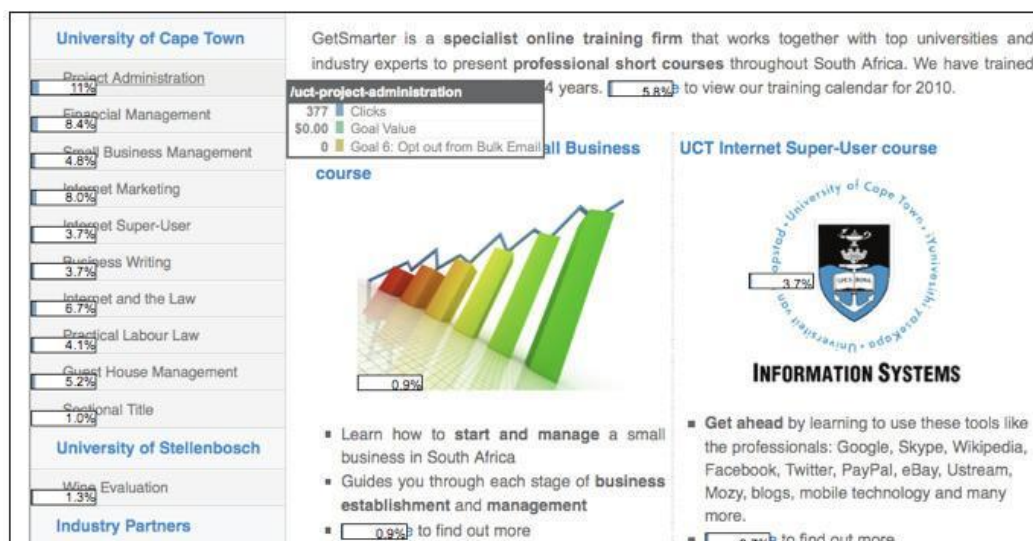 University of Cape Town
Project Administration
11%
Financial Management
8.4%
Small Business Management
4.8%
Internet Marketing
8.0%
Internet Super-User
3.7%
Business Writing
3.7%
Internet and the Law
6.7%
Practical Labour Law
4.1%
Guest House Management
5.2%
Sectional Title
1.0%
University of Stellenbosch
Wine Evaluation
1.3%
Industry Partners
GetSmarter is a specialist online training firm that works together with top universities and
industry experts to present professional short courses throughout South Africa. We have trained
4 years. 5.8% to view our training calendar for 2010.
/uct-project-administration
377 Clicks
$0.00 Goal Value
0 Goal 6: Opt out from Bulk Email
Business
course
0.9%
Learn how to start and manage a small
business in South Africa
Guides you through each stage of business
establishment and management
0.9% to find out more
UCT Internet Super-User course
University of Cape Town · iYunivesithi yaseKapa · Universiteit van
3.7%
INFORMATION SYSTEMS
Get ahead by learning to use these tools like
the professionals: Google, Skype, Wikipedia,
Facebook, Twitter, PayPal, eBay, Ustream,
Mozy, blogs, mobile technology and many
more.
to find out more